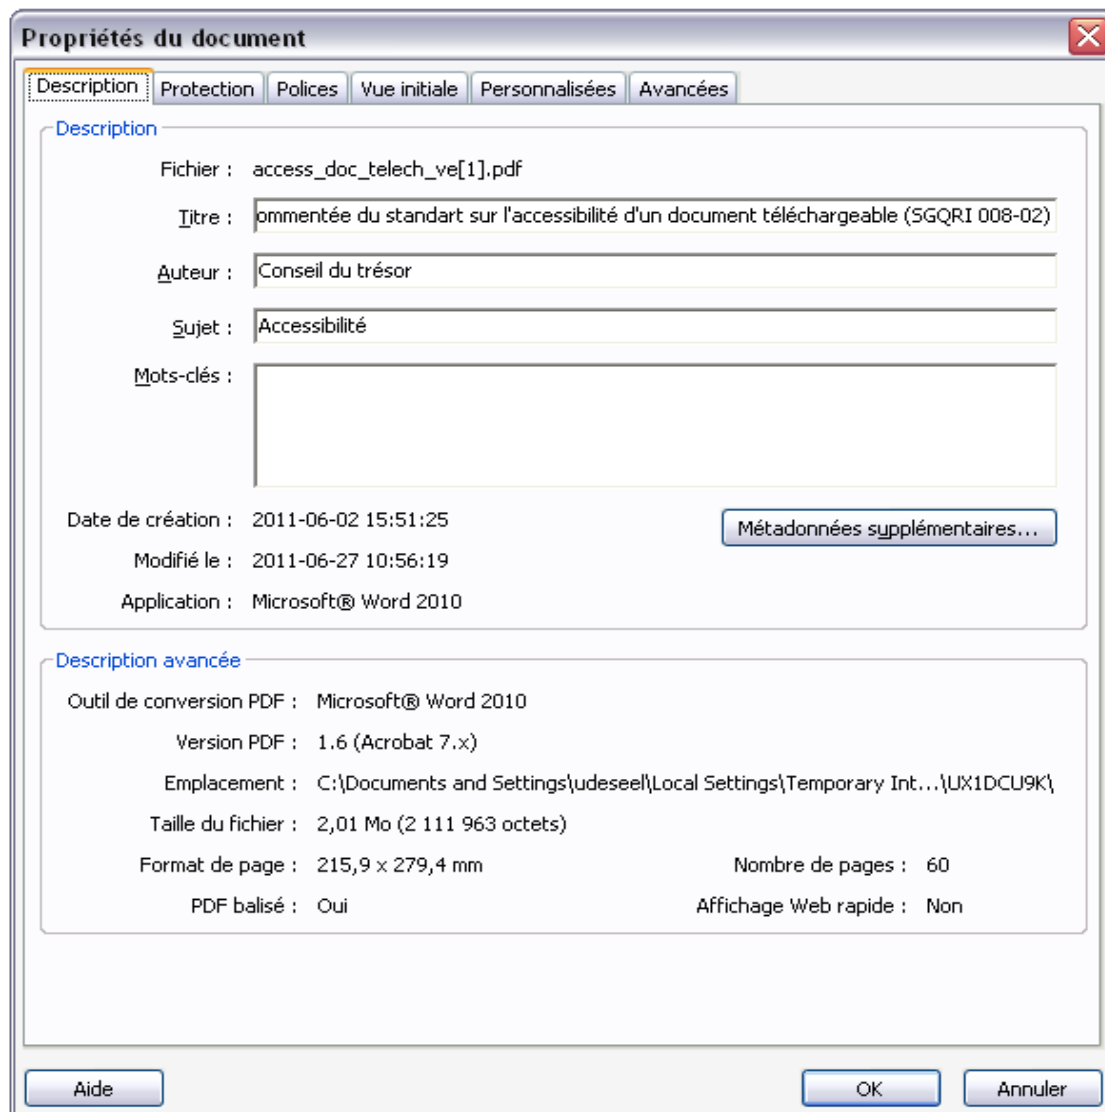 Propriétés du document
Description Protection Polices Vue initiale Personnalisées Avancées
Description
Fichier : access_doc_telech_ve[1].pdf
Titre : ommentée du standart sur l'accessibilité d'un document téléchargeable (SGQRI 008-02)
Auteur : Conseil du trésor
Sujet : Accessibilité
Mots-clés :
Date de création : 2011-06-02 15:51:25
Métadonnées supplémentaires...
Modifié le : 2011-06-27 10:56:19
Application : Microsoft® Word 2010
Description avancée
Outil de conversion PDF : Microsoft® Word 2010
Version PDF : 1.6 (Acrobat 7.x)
Emplacement : C:\Documents and Settings\udeseel\Local Settings\Temporary Int...\UX1DCU9K\
Taille du fichier : 2,01 Mo (2 111 963 octets)
Format de page : 215,9 x 279,4 mm Nombre de pages : 60
PDF balisé : Oui Affichage Web rapide : Non
Aide OK Annuler